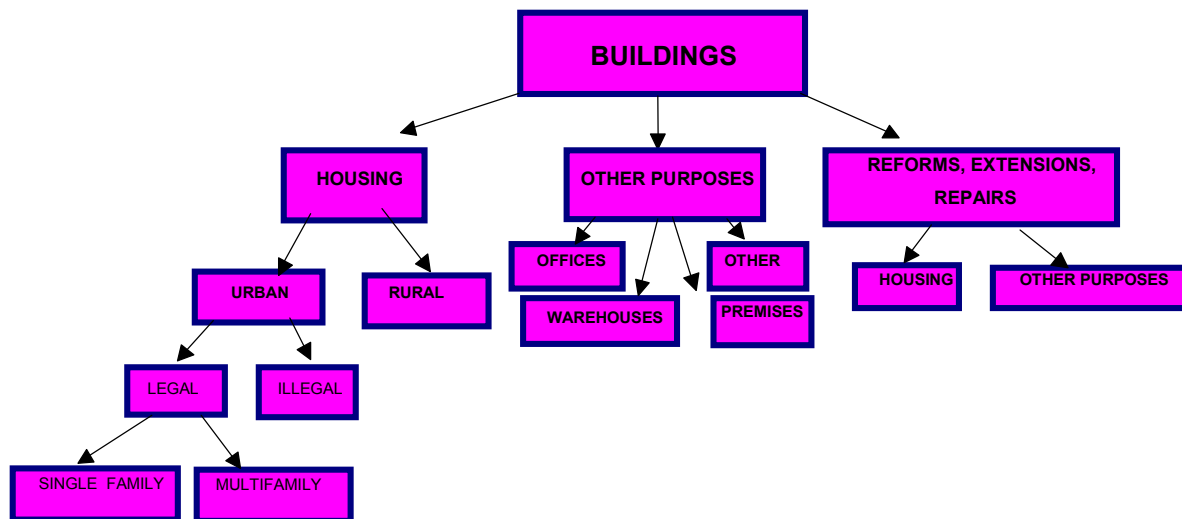 BUILDINGS
HOUSING
OTHER PURPOSES
REFORMS, EXTENSIONS,
REPAIRS
OFFICES
OTHER
HOUSING
OTHER PURPOSES
URBAN
RURAL
WAREHOUSES
PREMISES
LEGAL
ILLEGAL
SINGLE FAMILY
MULTIFAMILY